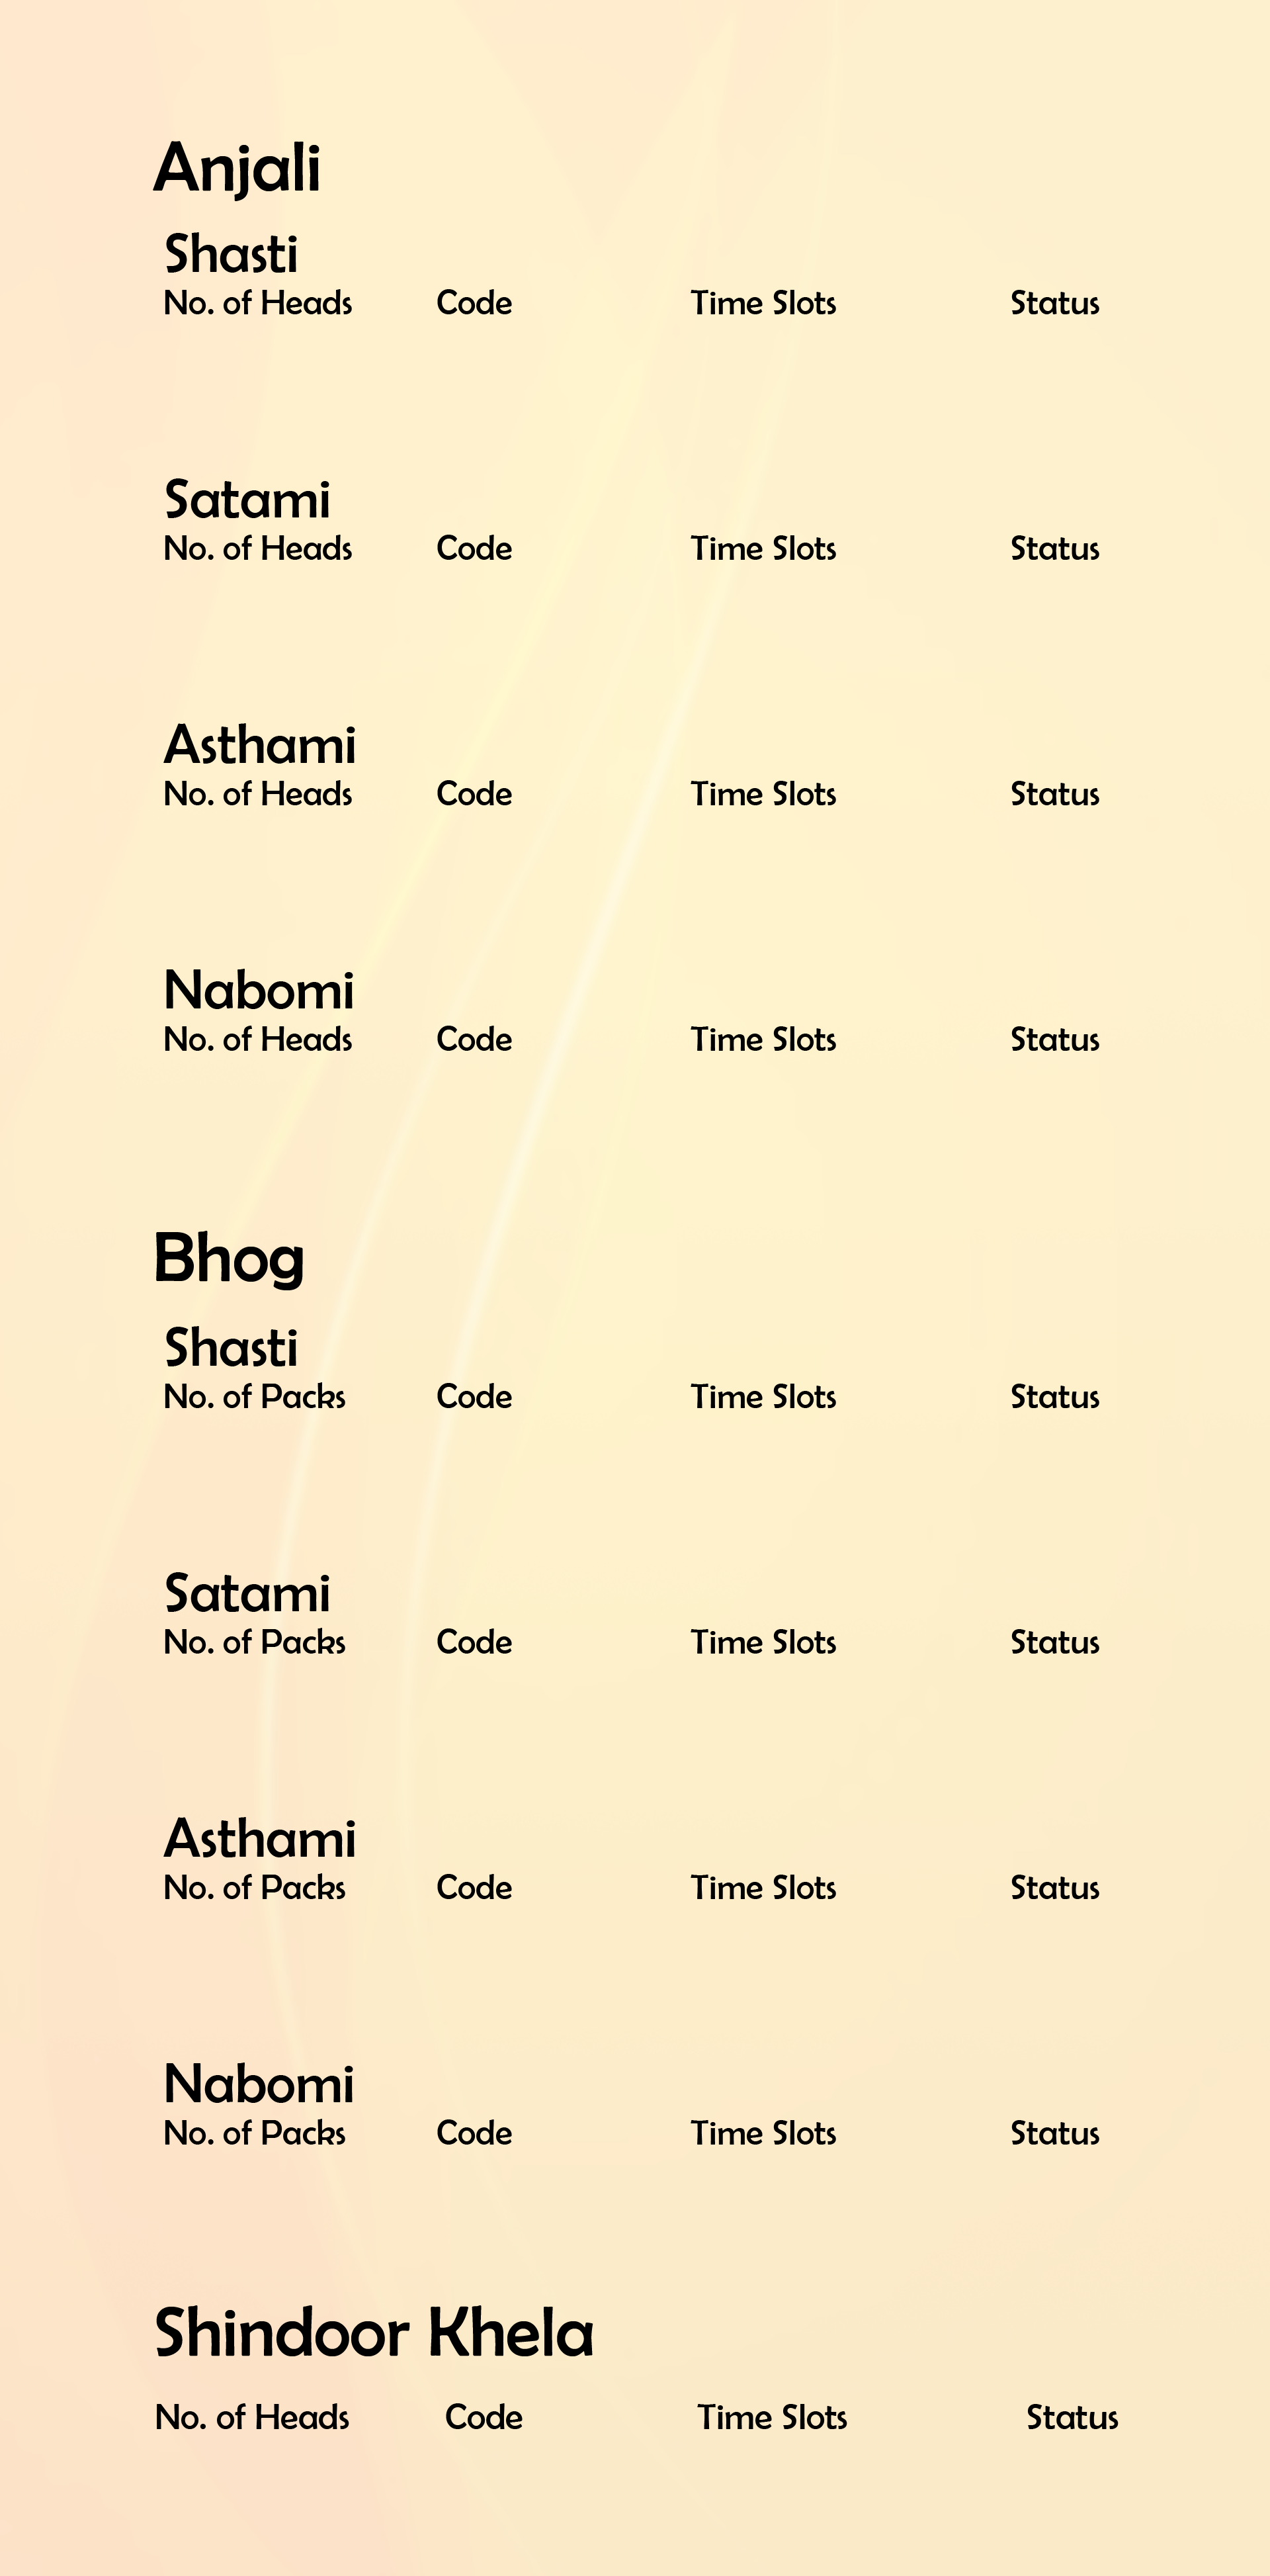 Anjali
Shasti
No. of Heads Code Time Slots Status
Satami
No. of Heads Code Time Slots Status
Asthami
No. of Heads Code Time Slots Status
Nabomi
No. of Heads Code Time Slots Status
Bhog
Shasti
No. of Packs Code Time Slots Status
Satami
No. of Packs Code Time Slots Status
Asthami
No. of Packs Code Time Slots Status
Nabomi
No. of Packs Code Time Slots Status
Shindoor Khela
No. of Heads Code Time Slots Status